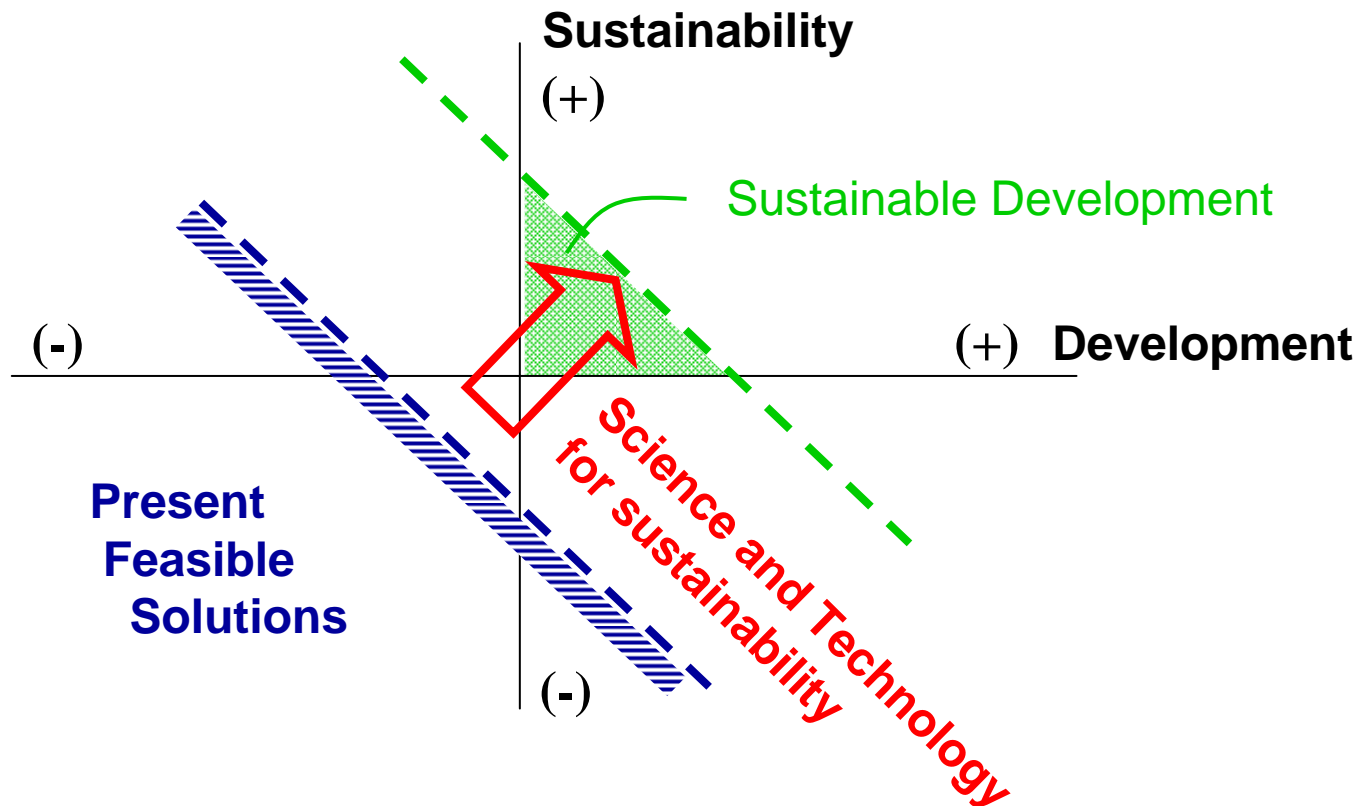 Sustainability
(+)
Sustainable Development
(-)
(+) Development
Present
Feasible
Solutions
Science and Technology
for sustainability
(-)